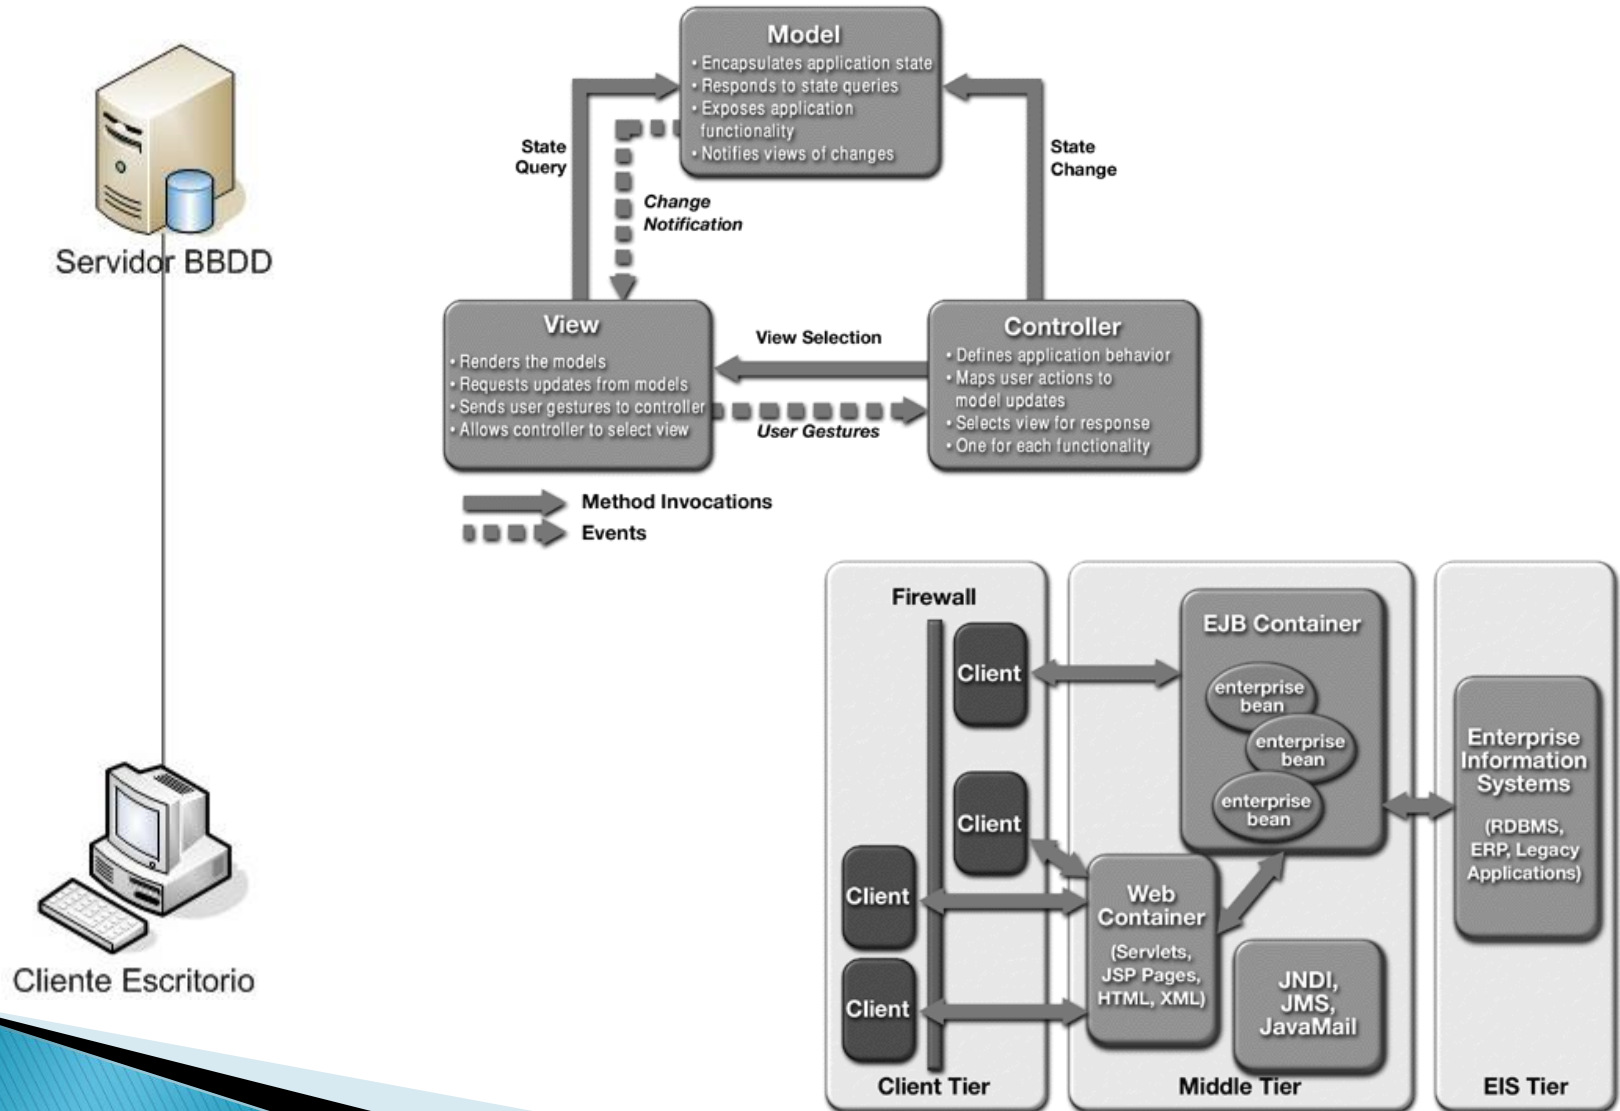 Servidor BBDD
Cliente Escritorio
Model
• Encapsulates application state
• Responds to state queries
• Exposes application
functionality
• Notifies views of changes
State
Query
State
Change
Change
Notification
View
• Renders the models
• Requests updates from models
• Sends user gestures to controller
• Allows controller to select view
View Selection
User Gestures
Controller
• Defines application behavior
• Maps user actions to
model updates
• Selects view for response
• One for each functionality
Method Invocations
Events
Firewall
Client
Client
Client
Client
Client Tier
EJB Container
enterprise
bean
enterprise
bean
enterprise
bean
Web
Container
(Servlets,
JSP Pages,
HTML, XML)
JNDI,
JMS,
JavaMail
Middle Tier
Enterprise
Information
Systems
(RDBMS,
ERP, Legacy
Applications)
EIS Tier